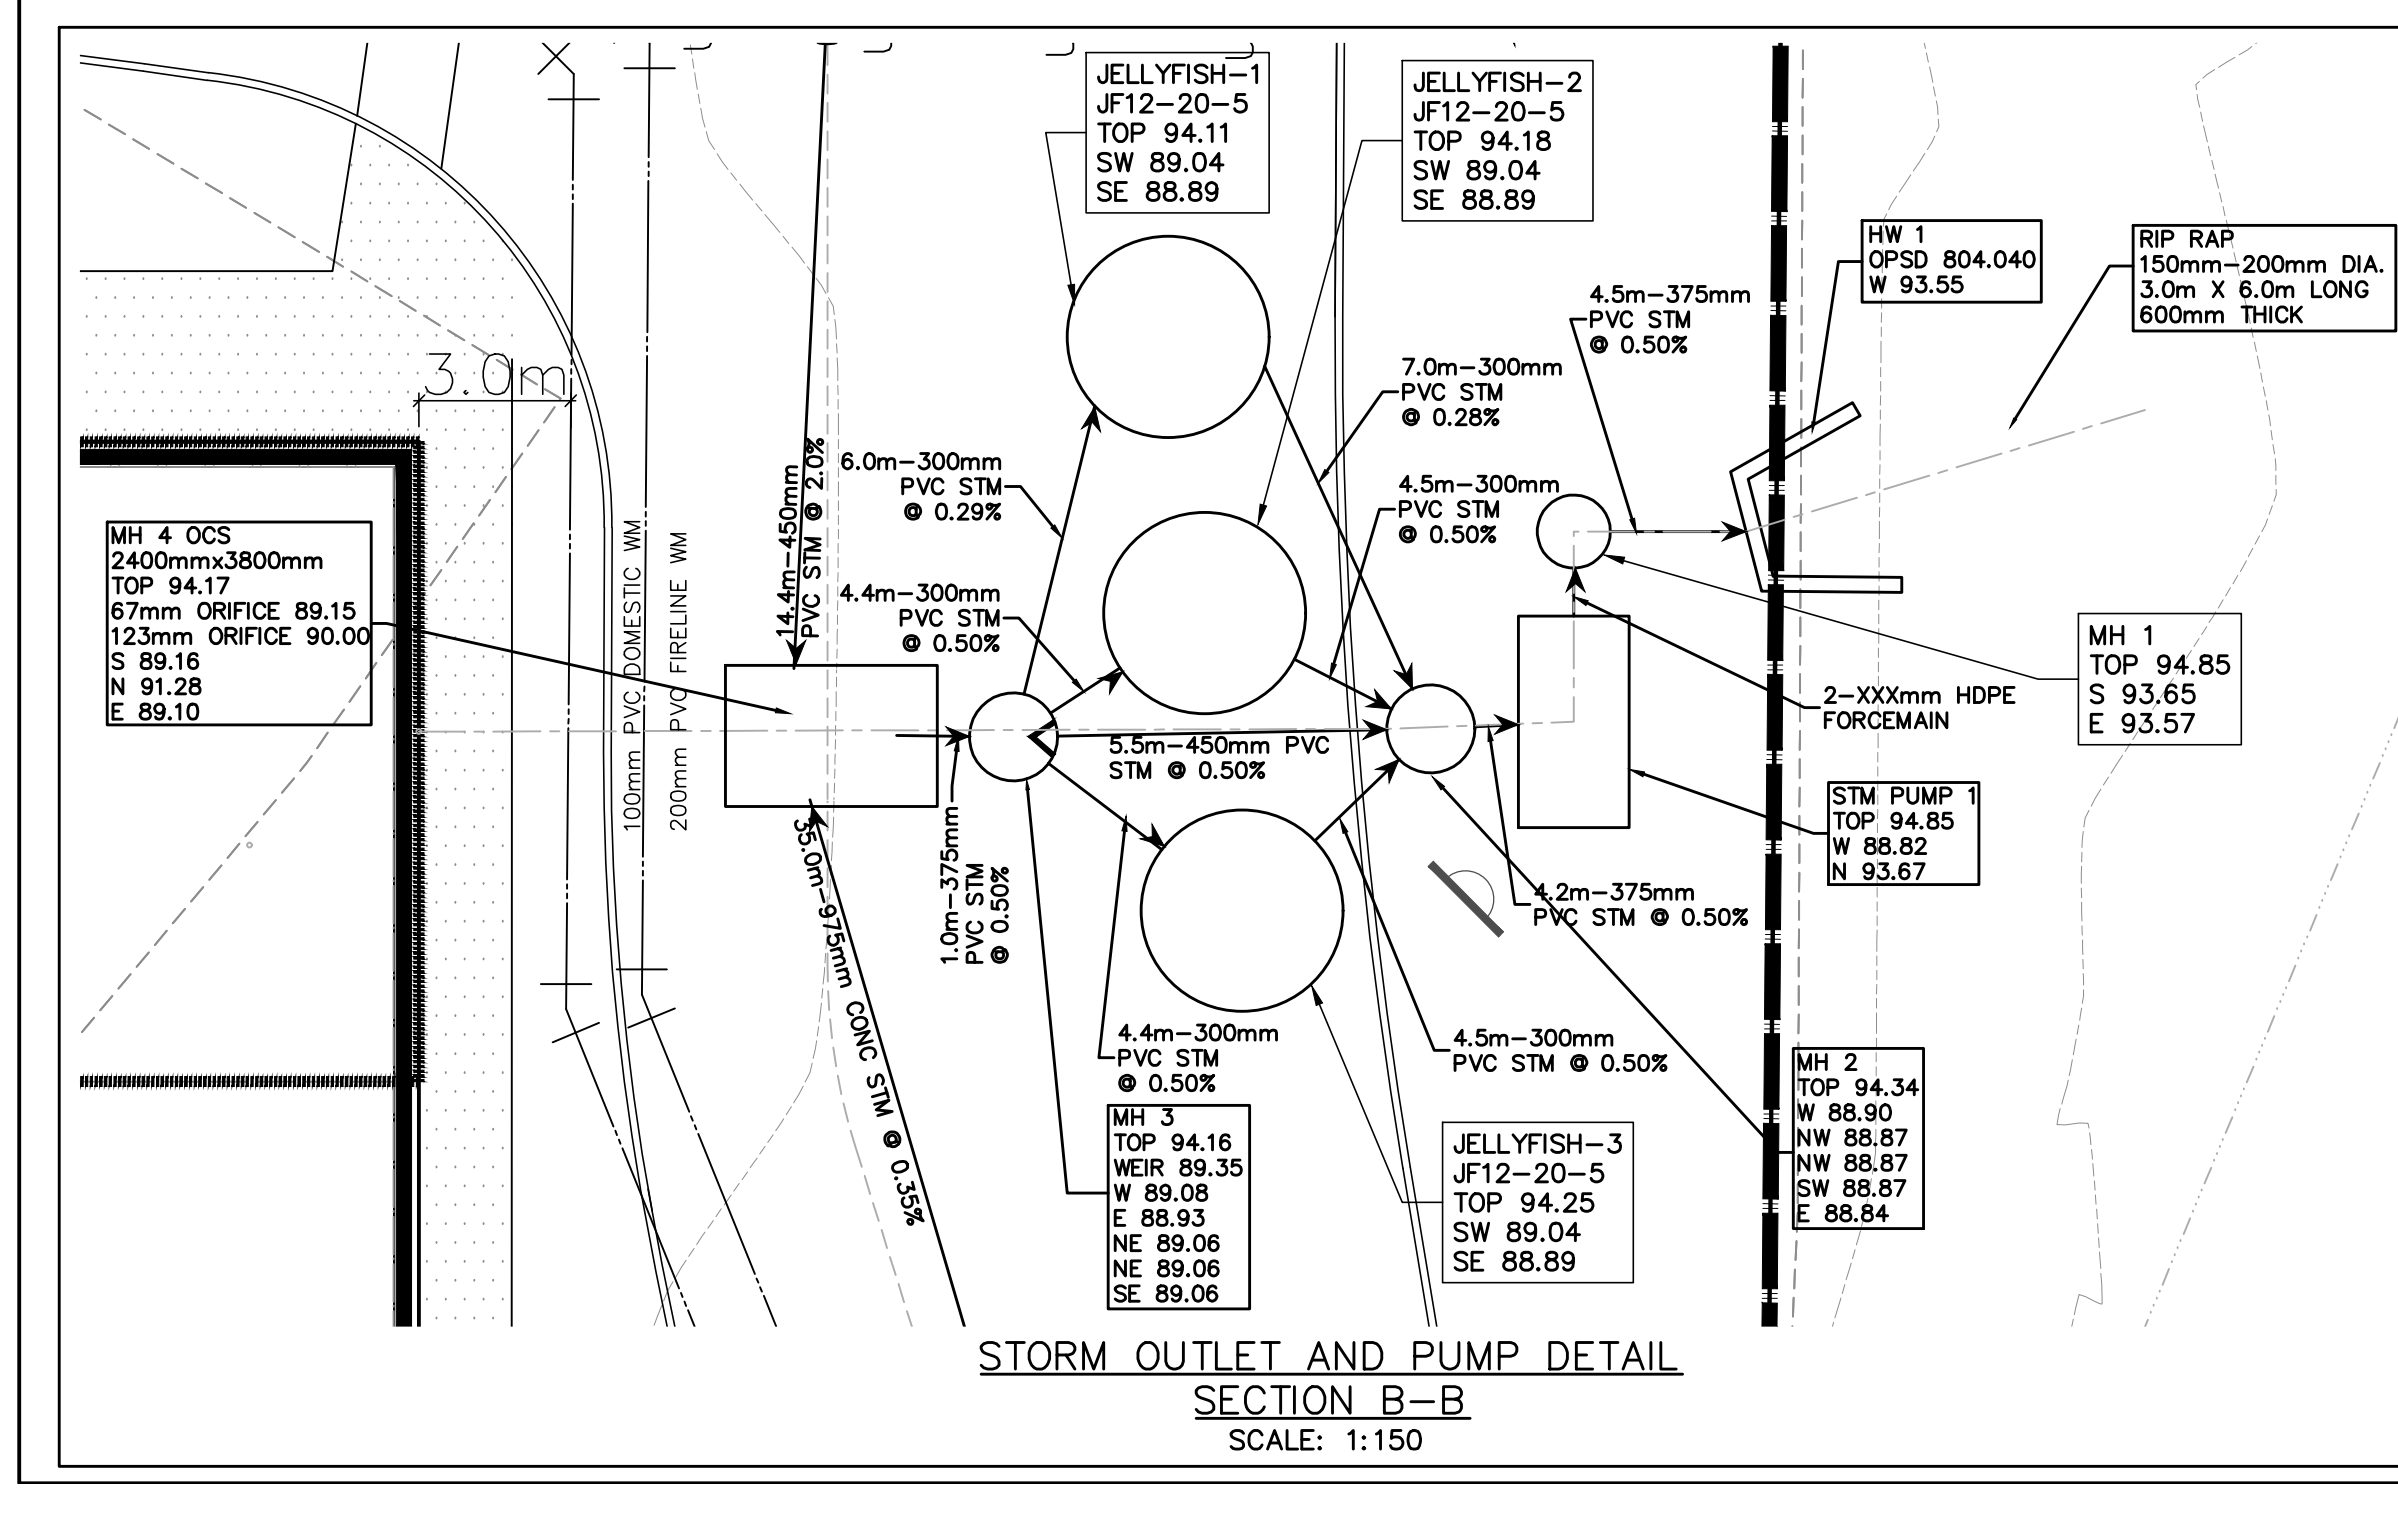 JELLYFISH-1
JF12-20-5
TOP 94.11
SW 89.04
SE 88.89
JELLYFISH-2
JF12-20-5
TOP 94.18
SW 89.04
SE 88.89
HW 1
OPSD 804.040
W 93.55
RIP RAP
150mm-200mm DIA.
3.0m X 6.0m LONG
600mm THICK
4.5m-375mm
PVC STM
@ 0.50%
3.0m
7.0m-300mm
PVC STM
@ 0.28%
6.0m-300mm
PVC STM
@ 0.29%
4.5m-300mm
PVC STM
@ 0.50%
14.4m-450mm
PVC STM @ 2.0%
MH 4 OCS
2400mmx3800mm
TOP 94.17
67mm ORIFICE 89.15
123mm ORIFICE 90.00
S 89.16
N 91.28
E 89.10
100mm PVC DOMESTIC WM
200mm PVC FIRELINE WM
4.4m-300mm
PVC STM
@ 0.50%
MH 1
TOP 94.85
S 93.65
E 93.57
2-XXXmm HDPE
FORCEMAIN
5.5m-450mm PVC
STM @ 0.50%
STM PUMP 1
TOP 94.85
W 88.82
N 93.67
1.0m-375mm
PVC STM
@ 0.50%
35.0m-975mm CONC STM @ 0.35%
4.2m-375mm
PVC STM @ 0.50%
4.4m-300mm
PVC STM
@ 0.50%
4.5m-300mm
PVC STM @ 0.50%
MH 2
TOP 94.34
W 88.90
NW 88.87
NW 88.87
SW 88.87
E 88.84
MH 3
TOP 94.16
WEIR 89.35
W 89.08
E 88.93
NE 89.06
NE 89.06
SE 89.06
JELLYFISH-3
JF12-20-5
TOP 94.25
SW 89.04
SE 88.89
STORM OUTLET AND PUMP DETAIL
SECTION B-B
SCALE: 1:150